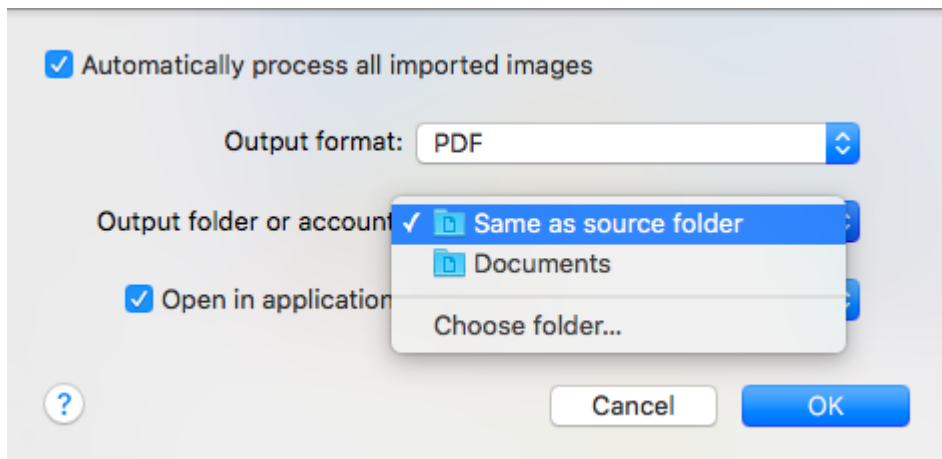 Automatically process all imported images
Output format: PDF
Output folder or account ✓ Same as source folder
Documents
Open in application
Choose folder...
? Cancel OK